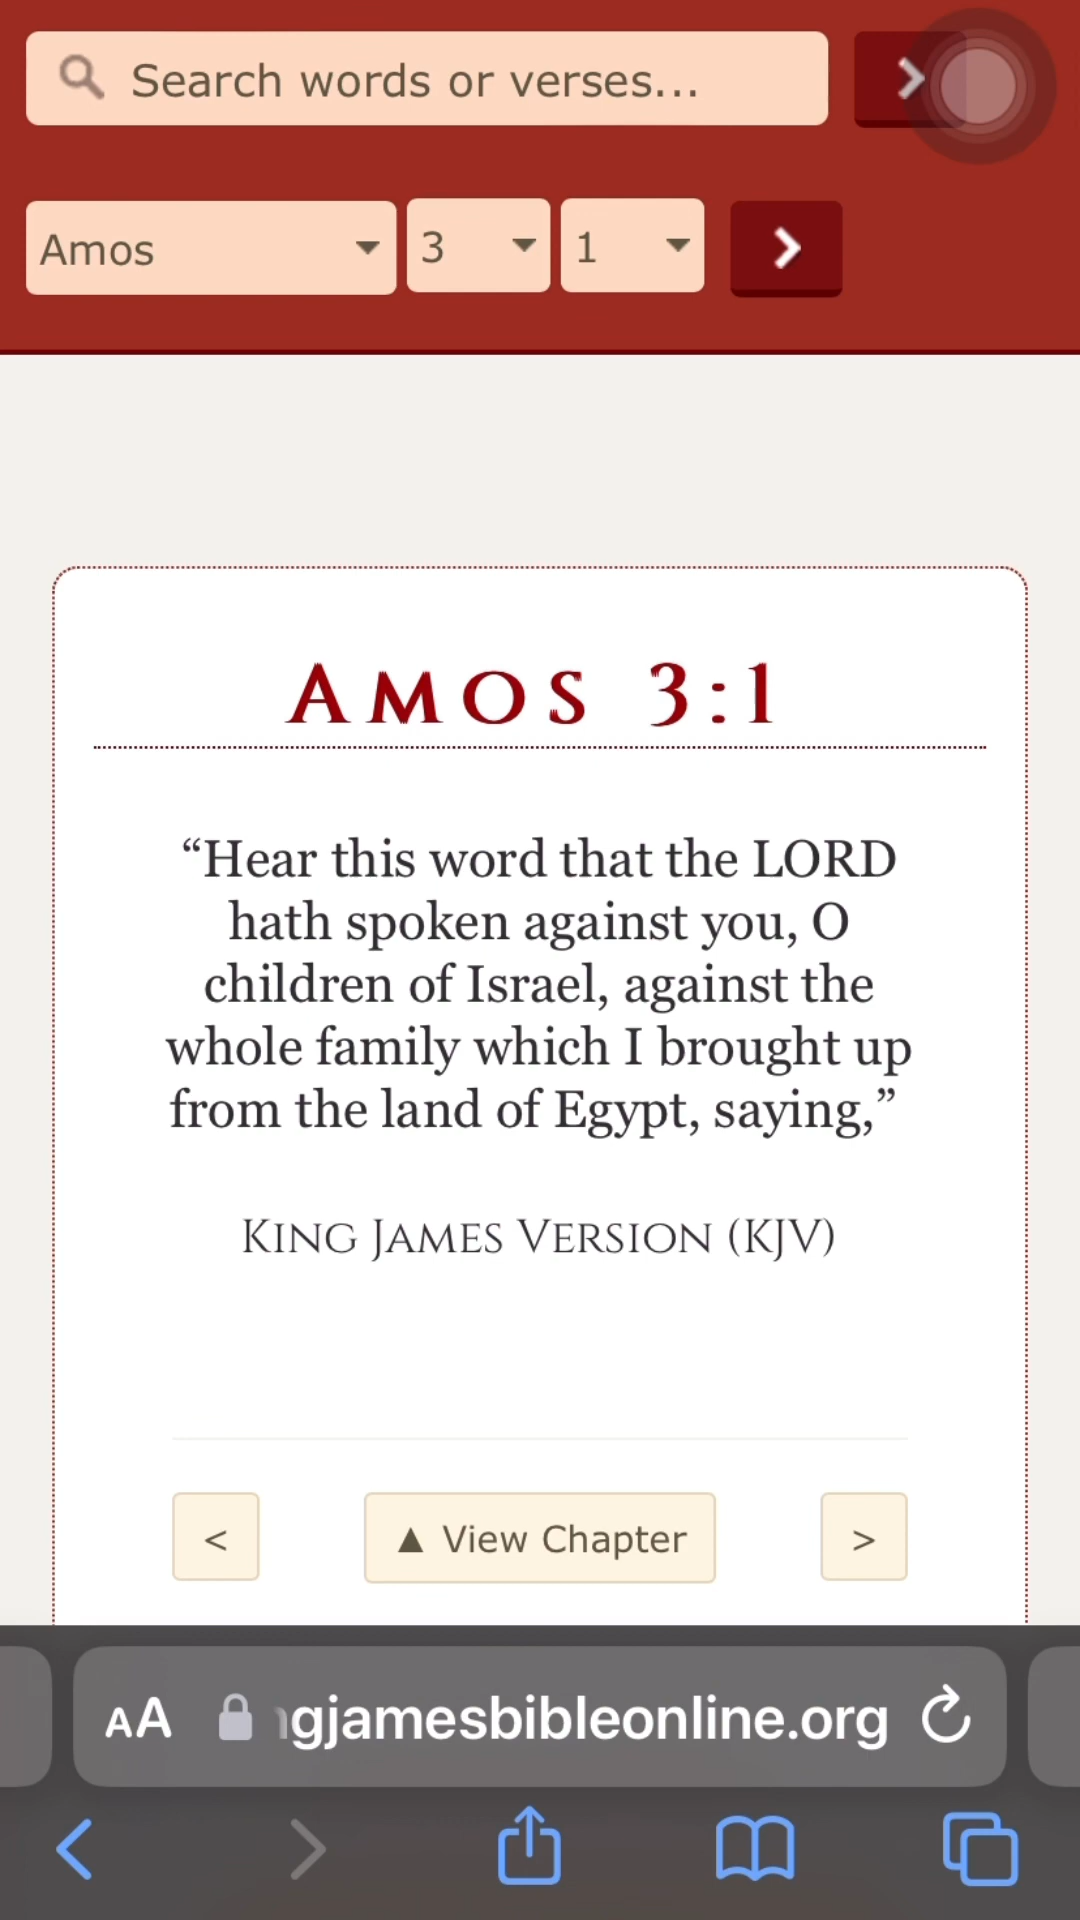 Search words or verses...
Amos 3 1
AMOS 3:1
“Hear this word that the LORD
hath spoken against you, O
children of Israel, against the
whole family which I brought up
from the land of Egypt, saying,”
KING JAMES VERSION (KJV)
< ▲ View Chapter >
AA gjamesbibleonline.org